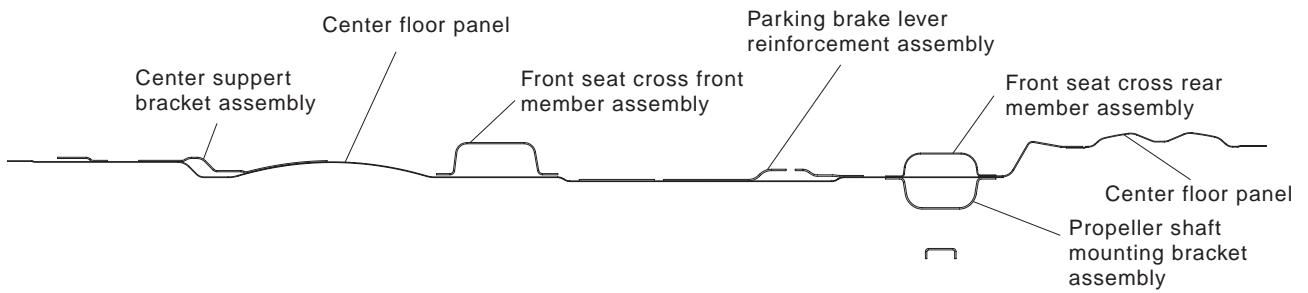 Center floor panel
Parking brake lever
reinforcement assembly
Center suppert
bracket assembly
Front seat cross front
member assembly
Front seat cross rear
member assembly
Center floor panel
Propeller shaft
mounting bracket
assembly